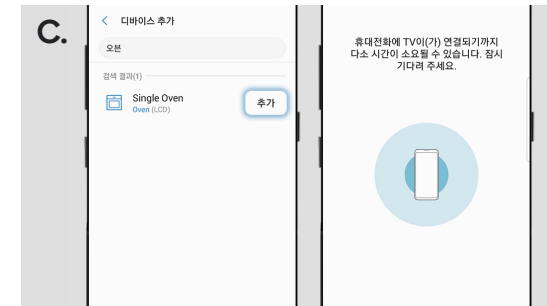 C.
디바이스 추가
오븐
검색 결과(1)
Single Oven
Oven (LCD)
추가
휴대전화에 TV이(가) 연결되기까지
다소 시간이 소요될 수 있습니다. 잠시
기다려 주세요.